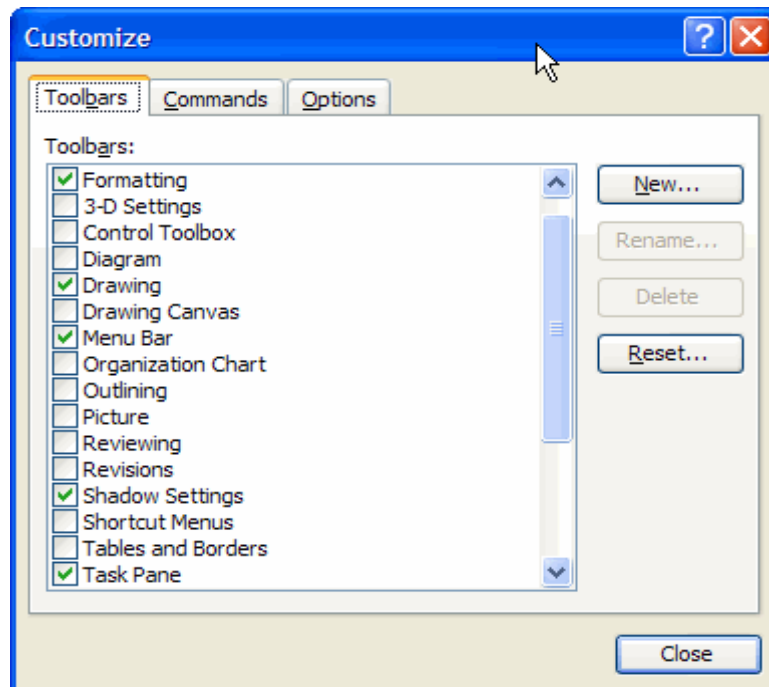 Customize
Toolbars Commands Options
Toolbars:
Formatting
3-D Settings
Control Toolbox
Diagram
Drawing
Drawing Canvas
Menu Bar
Organization Chart
Outlining
Picture
Reviewing
Revisions
Shadow Settings
Shortcut Menus
Tables and Borders
Task Pane
New...
Rename...
Delete
Reset...
Close